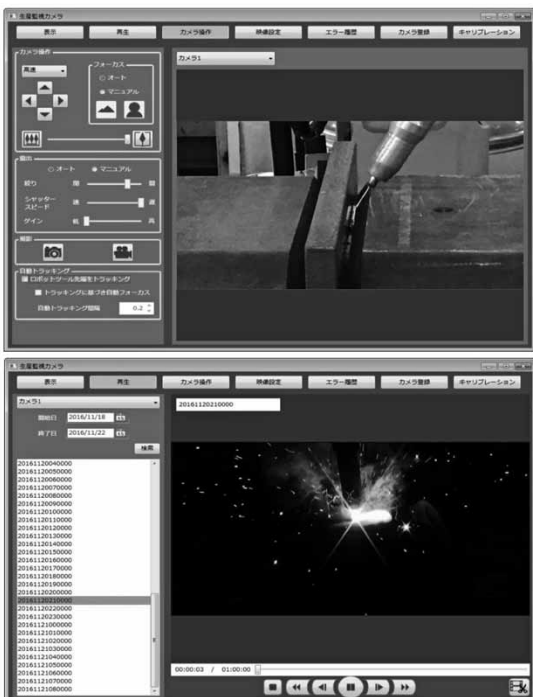 生産監視カメラ
表示 再生 カメラ操作 映像設定 エラー履歴 カメラ登録 キャリブレーション
カメラ操作
高速
フォーカス
オート
マニュアル
カメラ1
露出
オート マニュアル
絞り 閉 開
シャッター
スピード 速 遅
ゲイン 低 高
撮影
自動トラッキング
ロボットツール先端をトラッキング
トラッキングに基づき自動フォーカス
自動トラッキング間隔 0.2
生産監視カメラ
表示 再生 カメラ操作 映像設定 エラー履歴 カメラ登録 キャリブレーション
カメラ1
開始日 2016/11/18
終了日 2016/11/22
検索
20161120210000
20161120040000
20161120050000
20161120060000
20161120070000
20161120080000
20161120090000
20161120100000
20161120110000
20161120120000
20161120130000
20161120140000
20161120150000
20161120160000
20161120170000
20161120180000
20161120190000
20161120200000
20161120210000
20161120220000
20161120230000
20161121000000
20161121010000
20161121020000
20161121030000
20161121040000
20161121050000
20161121060000
20161121070000
20161121080000
00:00:03 / 01:00:00